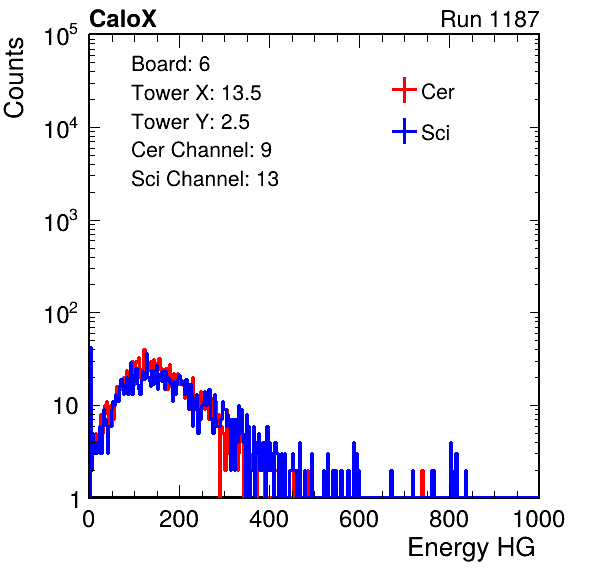 CaloX Run 1187
Counts
10^5
10^4
10^3
10^2
10
1
Board: 6
Tower X: 13.5
Tower Y: 2.5
Cer Channel: 9
Sci Channel: 13
Cer
Sci
0 200 400 600 800 1000
Energy HG